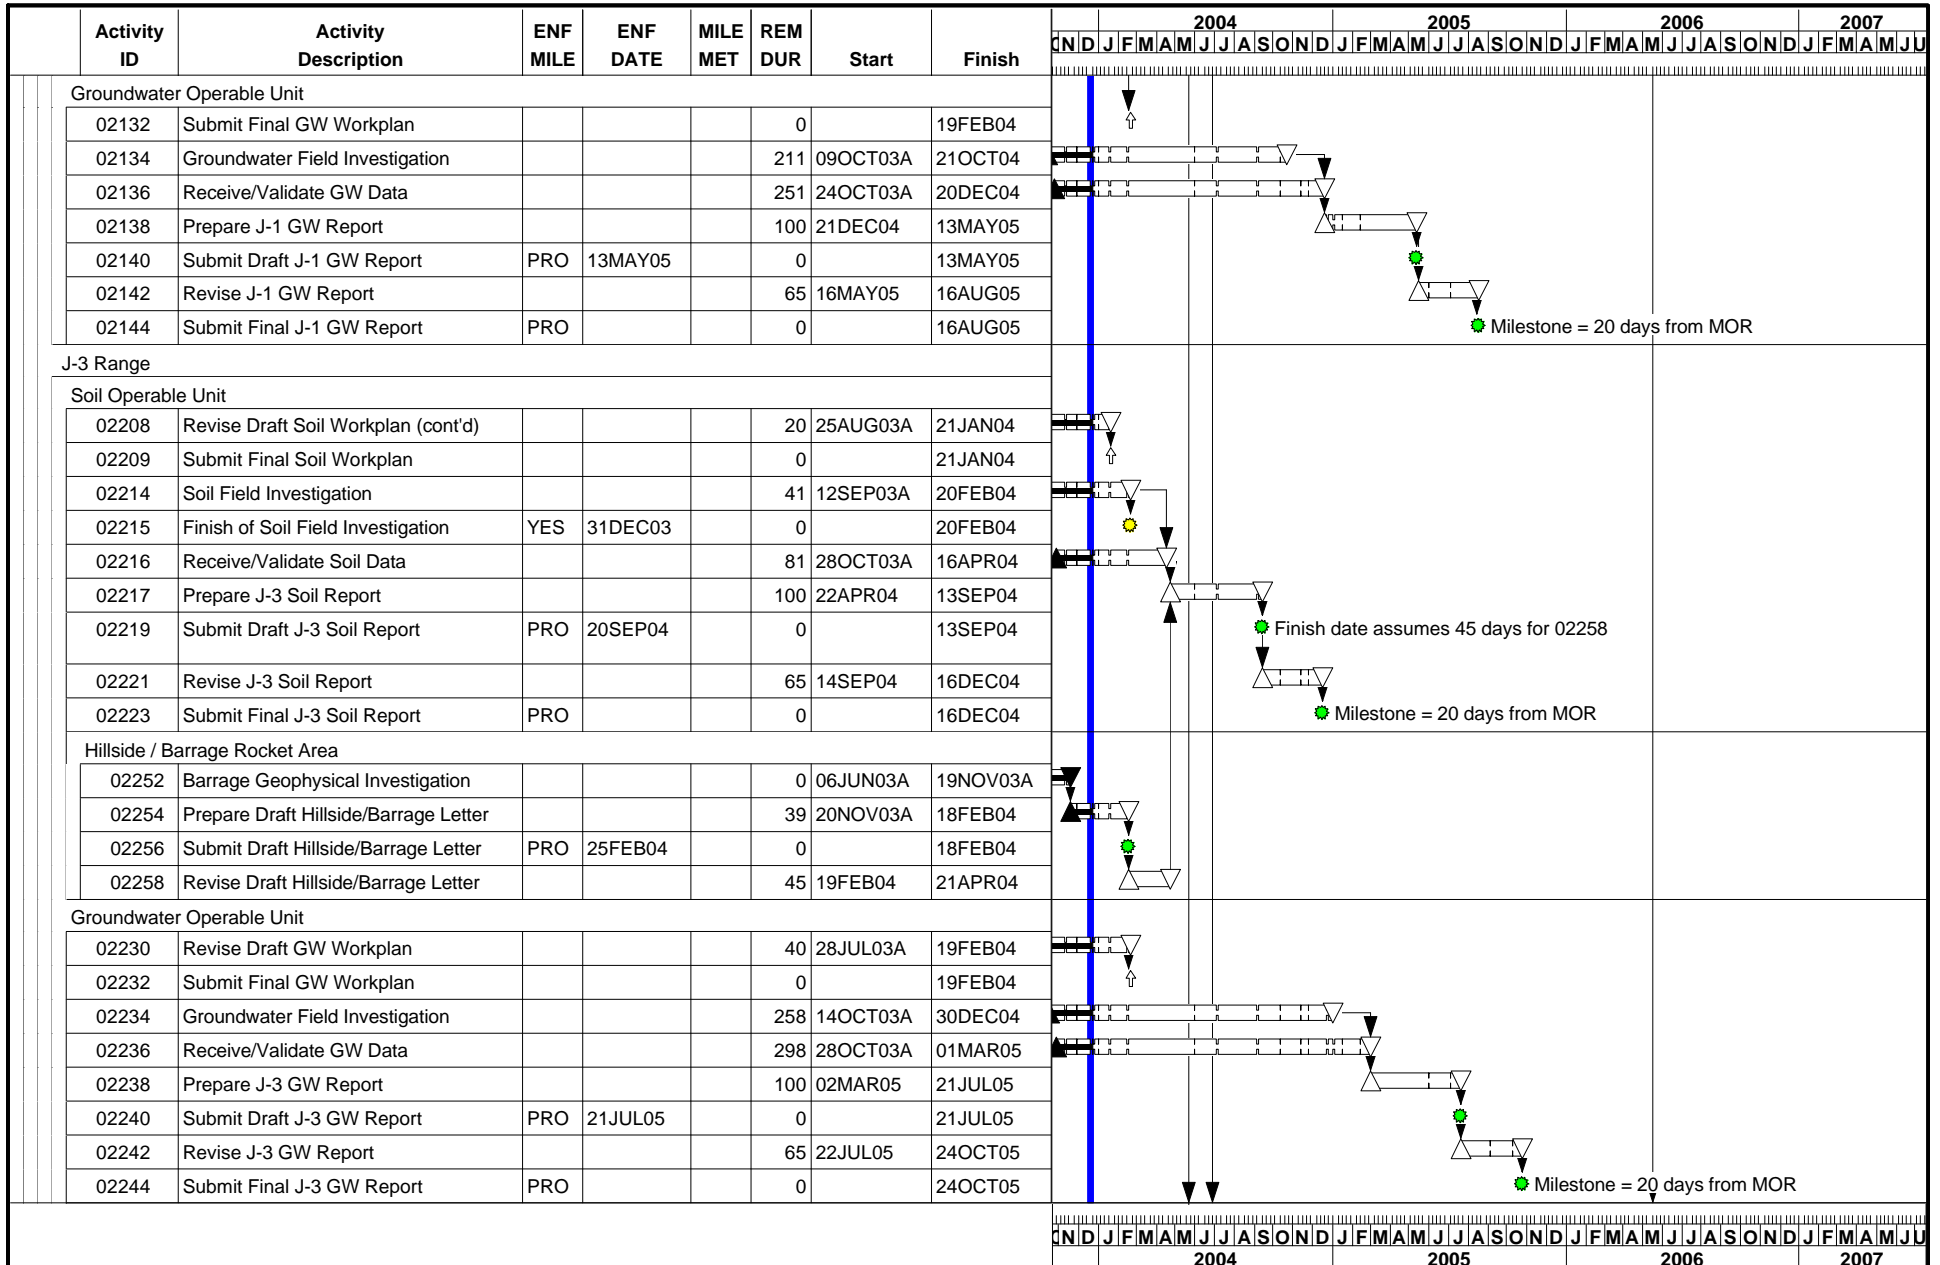 2004 2005 2006 2007
Activity ID Activity Description ENF MILE ENF DATE MILE MET REM DUR Start Finish
N D J F M A M J J A S O N D J F M A M J J A S O N D J F M A M J J A S O N D J F M A M J U
Groundwater Operable Unit
02132 Submit Final GW Workplan 0 19FEB04
02134 Groundwater Field Investigation 211 09OCT03A 21OCT04
02136 Receive/Validate GW Data 251 24OCT03A 20DEC04
02138 Prepare J-1 GW Report 100 21DEC04 13MAY05
02140 Submit Draft J-1 GW Report PRO 13MAY05 0 13MAY05
02142 Revise J-1 GW Report 65 16MAY05 16AUG05
02144 Submit Final J-1 GW Report PRO 0 16AUG05 Milestone = 20 days from MOR
J-3 Range
Soil Operable Unit
02208 Revise Draft Soil Workplan (cont'd) 20 25AUG03A 21JAN04
02209 Submit Final Soil Workplan 0 21JAN04
02214 Soil Field Investigation 41 12SEP03A 20FEB04
02215 Finish of Soil Field Investigation YES 31DEC03 0 20FEB04
02216 Receive/Validate Soil Data 81 28OCT03A 16APR04
02217 Prepare J-3 Soil Report 100 22APR04 13SEP04
02219 Submit Draft J-3 Soil Report PRO 20SEP04 0 13SEP04 Finish date assumes 45 days for 02258
02221 Revise J-3 Soil Report 65 14SEP04 16DEC04
02223 Submit Final J-3 Soil Report PRO 0 16DEC04 Milestone = 20 days from MOR
Hillside / Barrage Rocket Area
02252 Barrage Geophysical Investigation 0 06JUN03A 19NOV03A
02254 Prepare Draft Hillside/Barrage Letter 39 20NOV03A 18FEB04
02256 Submit Draft Hillside/Barrage Letter PRO 25FEB04 0 18FEB04
02258 Revise Draft Hillside/Barrage Letter 45 19FEB04 21APR04
Groundwater Operable Unit
02230 Revise Draft GW Workplan 40 28JUL03A 19FEB04
02232 Submit Final GW Workplan 0 19FEB04
02234 Groundwater Field Investigation 258 14OCT03A 30DEC04
02236 Receive/Validate GW Data 298 28OCT03A 01MAR05
02238 Prepare J-3 GW Report 100 02MAR05 21JUL05
02240 Submit Draft J-3 GW Report PRO 21JUL05 0 21JUL05
02242 Revise J-3 GW Report 65 22JUL05 24OCT05
02244 Submit Final J-3 GW Report PRO 0 24OCT05 Milestone = 20 days from MOR
N D J F M A M J J A S O N D J F M A M J J A S O N D J F M A M J J A S O N D J F M A M J U
2004 2005 2006 2007